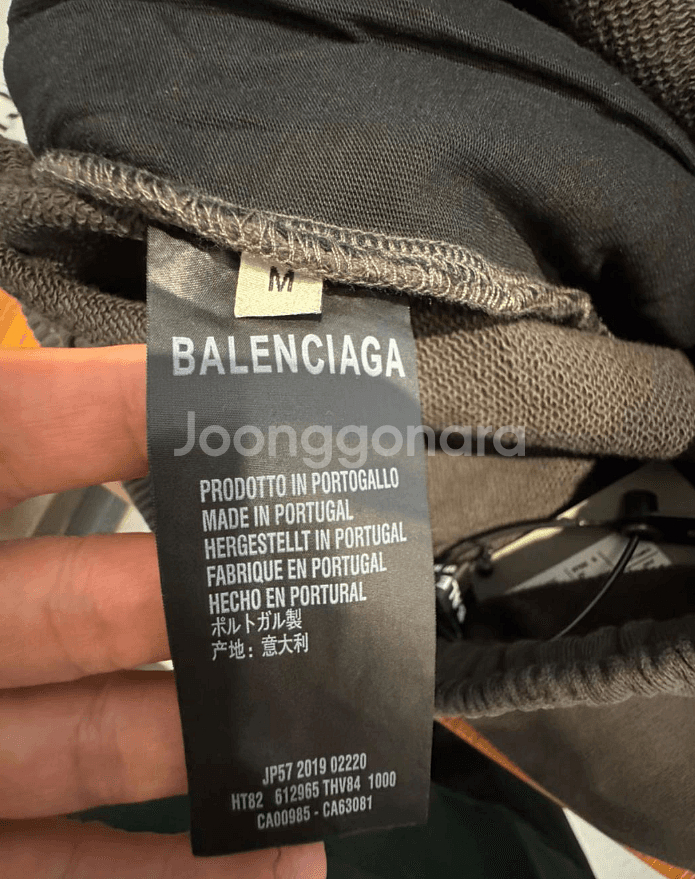 M
BALENCIAGA
Joonggonara
PRODOTTO IN PORTOGALLO
MADE IN PORTUGAL
HERGESTELLT IN PORTUGAL
FABRIQUE EN PORTUGAL
HECHO EN PORTURAL
ポルトガル製
产地：意大利
JP57 2019 02220
HT82 612965 THV84 1000
CA00985 - CA63081